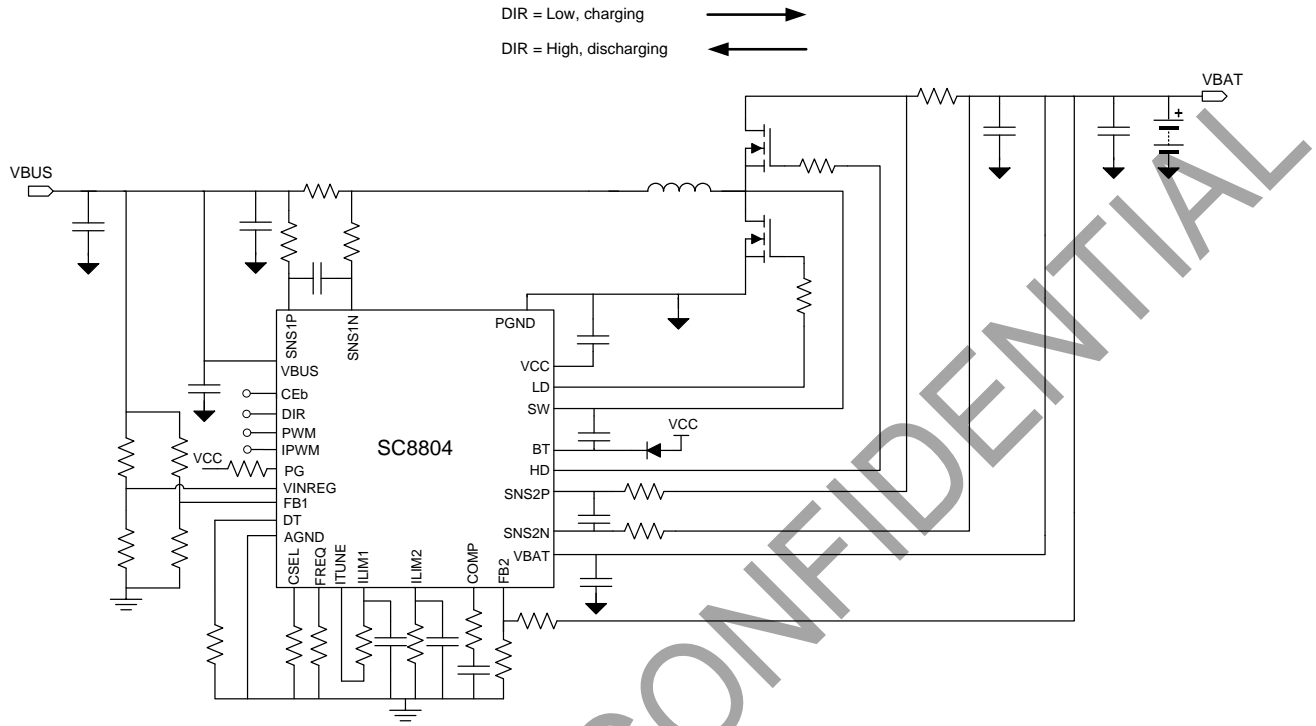 DIR = Low, charging
DIR = High, discharging
VBAT
+
VBUS
SNS1P
SNS1N
PGND
VBUS
VCC
CEb
LD
DIR
SW
PWM
SC8804
VCC
IPWM
BT
VCC
PG
HD
VINREG
SNS2P
FB1
DT
SNS2N
AGND
VBAT
CSEL
FREQ
ITUNE
ILIM1
ILIM2
COMP
FB2
CONFIDENTIAL